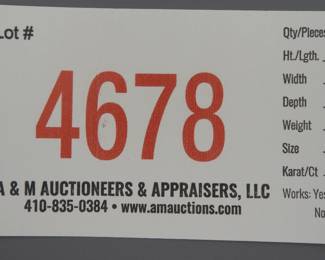 Lot #
4678
A & M AUCTIONEERS & APPRAISERS, LLC
410-835-0384 • www.amauctions.com
Qty/Pieces
Ht./Lgth.
Width
Depth
Weight
Size
Karat/Ct
Works: Yes
No